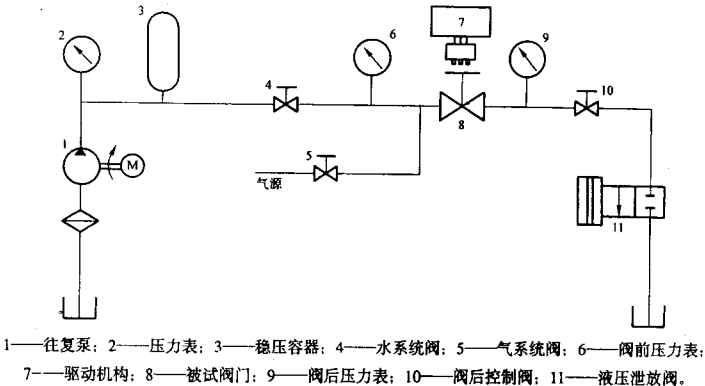 2
3
6
7
9
4
10
8
1
M
5
气源
11
1——往复泵；2——压力表；3——稳压容器；4——水系统阀；5——气系统阀；6——阀前压力表；
7——驱动机构；8——被试阀门；9——阀后压力表；10——阀后控制阀；11——液压泄放阀。